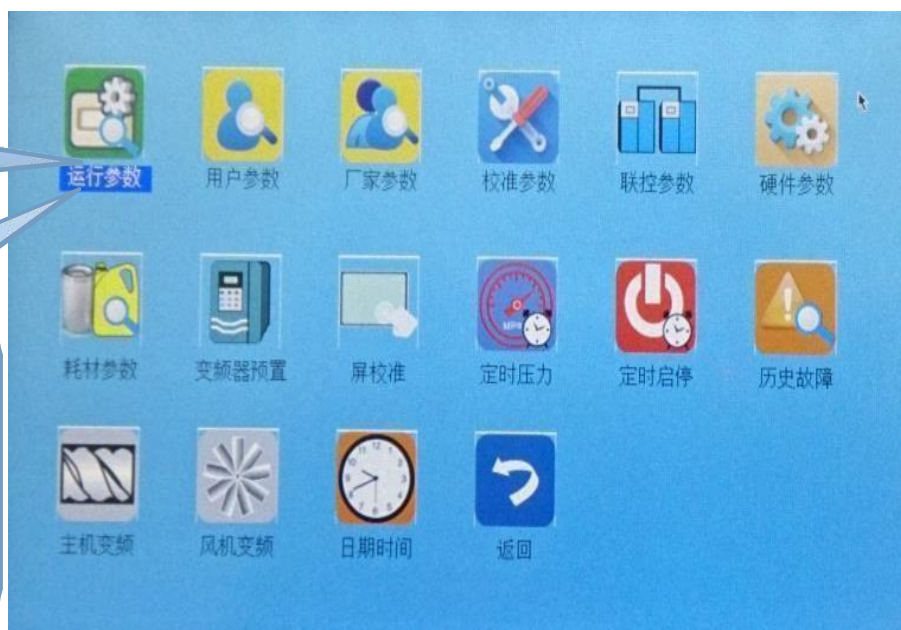 运行参数 用户参数 厂家参数 校准参数 联控参数 硬件参数
耗材参数 变频器预置 屏校准 定时压力 定时启停 历史故障
主机变频 风机变频 日期时间 返回